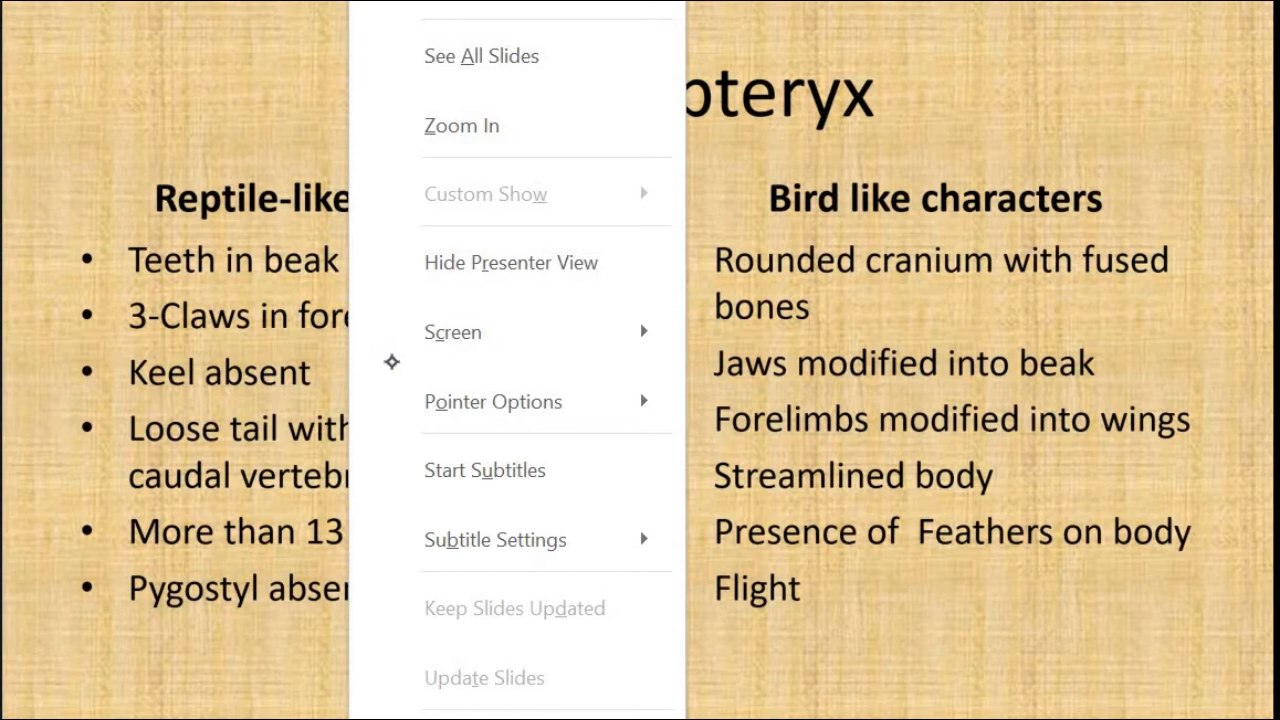 pteryx
Reptile-like
Teeth in beak
3-Claws in for
Keel absent
Loose tail with
caudal verteb
More than 13
Pygostyl abse
See All Slides
Zoom In
Custom Show
Hide Presenter View
Screen
Pointer Options
Start Subtitles
Subtitle Settings
Keep Slides Updated
Update Slides
Bird like characters
Rounded cranium with fused
bones
Jaws modified into beak
Forelimbs modified into wings
Streamlined body
Presence of Feathers on body
Flight